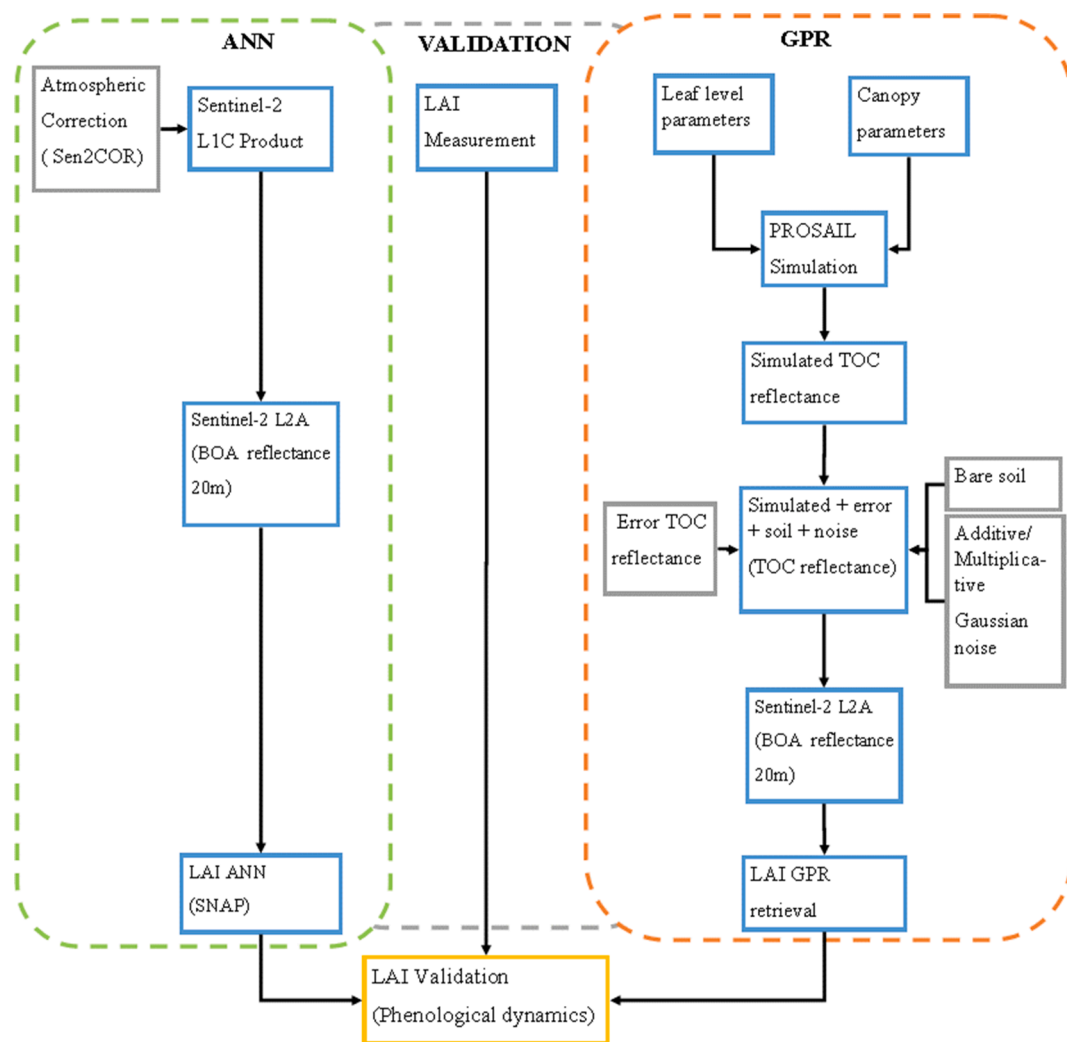 ANN
VALIDATION
GPR
Atmospheric
Correction
( Sen2COR)
Sentinel-2
L1C Product
LAI
Measurement
Leaf level
parameters
Canopy
parameters
PROSAIL
Simulation
Simulated TOC
reflectance
Sentinel-2 L2A
(BOA reflectance
20m)
Error TOC
reflectance
Simulated + error
+ soil + noise
(TOC reflectance)
Bare soil
Additive/
Multiplica-
tive
Gaussian
noise
Sentinel-2 L2A
(BOA reflectance
20m)
LAI ANN
(SNAP)
LAI GPR
retrieval
LAI Validation
(Phenological dynamics)